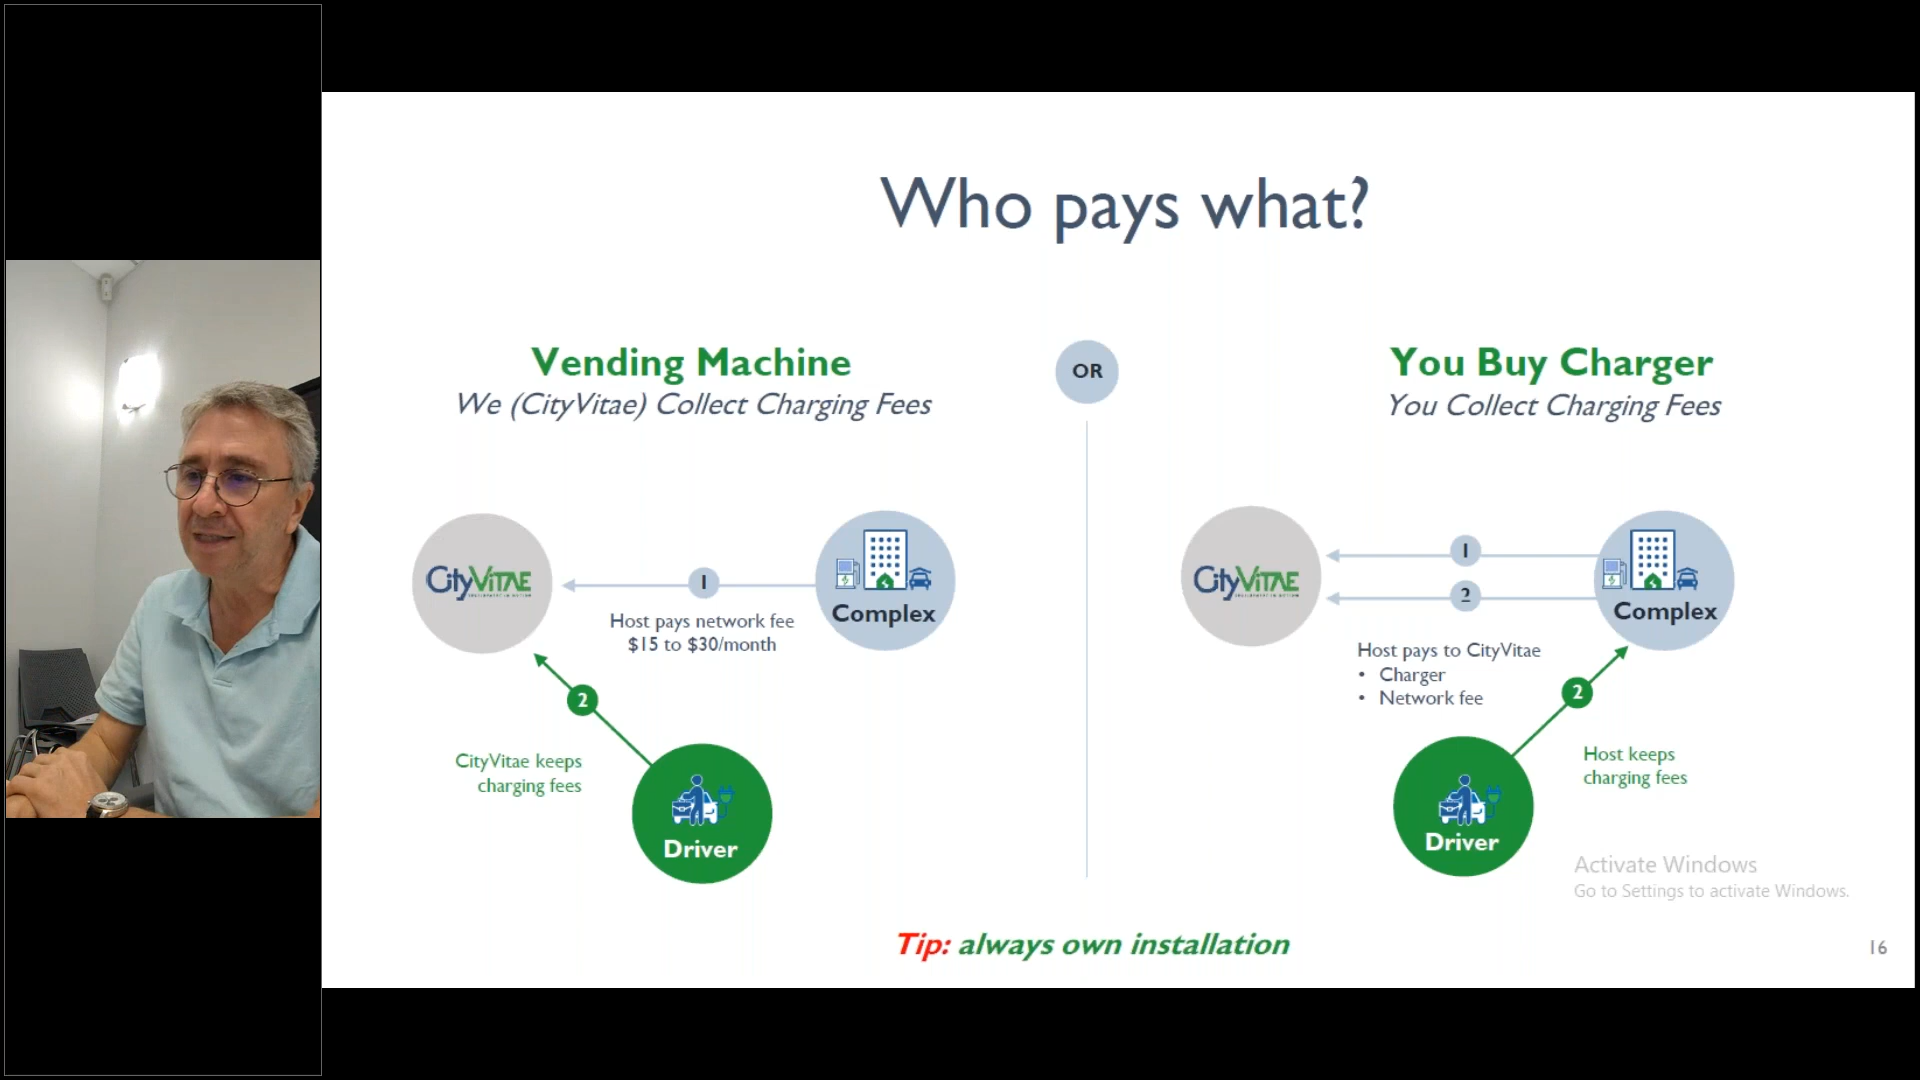 Who pays what?
Vending Machine
We (CityVitae) Collect Charging Fees
OR
You Buy Charger
You Collect Charging Fees
CityVITAE
1
Complex
Host pays network fee
$15 to $30/month
2
CityVitae keeps
charging fees
Driver
CityVITAE
1
2
Complex
Host pays to CityVitae
• Charger
• Network fee
2
Host keeps
charging fees
Driver
Activate Windows
Go to Settings to activate Windows.
Tip: always own installation
16